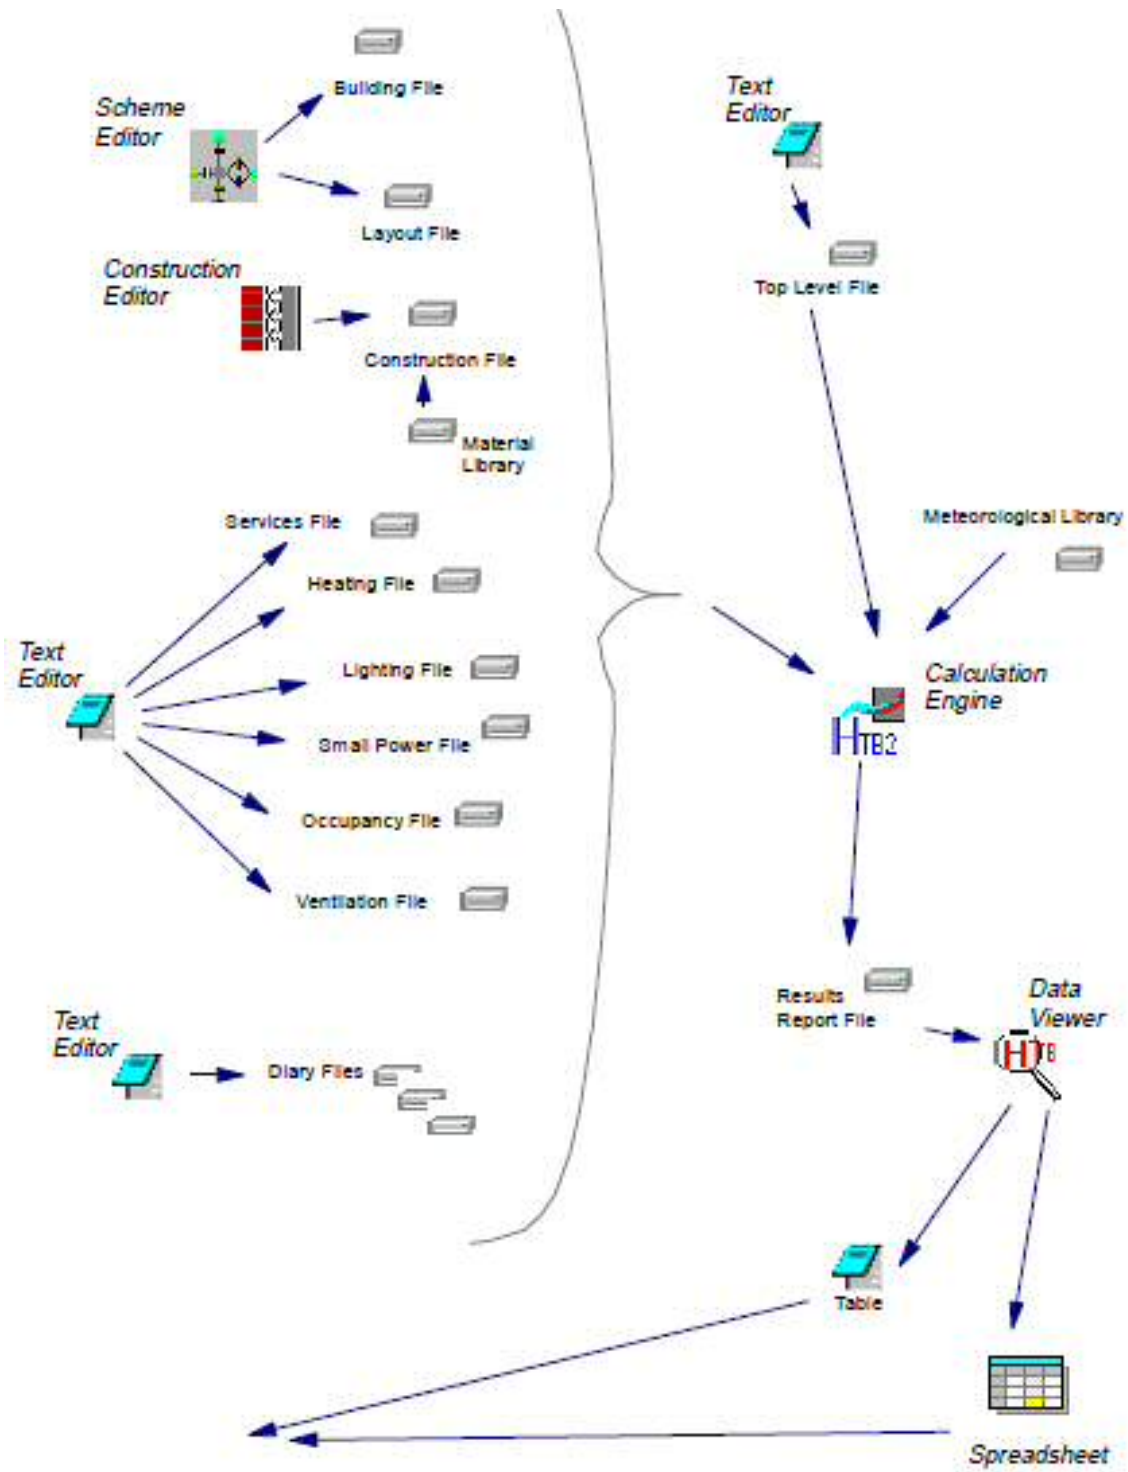 Building File
Scheme
Editor
Layout File
Construction
Editor
Construction File
Material
Library
Services File
Heating File
Text
Editor
Lighting File
Small Power File
Occupancy File
Ventilation File
Text
Editor
Diary Files
Text
Editor
Top Level File
Meteorological Library
Calculation
Engine
HTB2
Results
Report File
Data
Viewer
H TB
Table
Spreadsheet